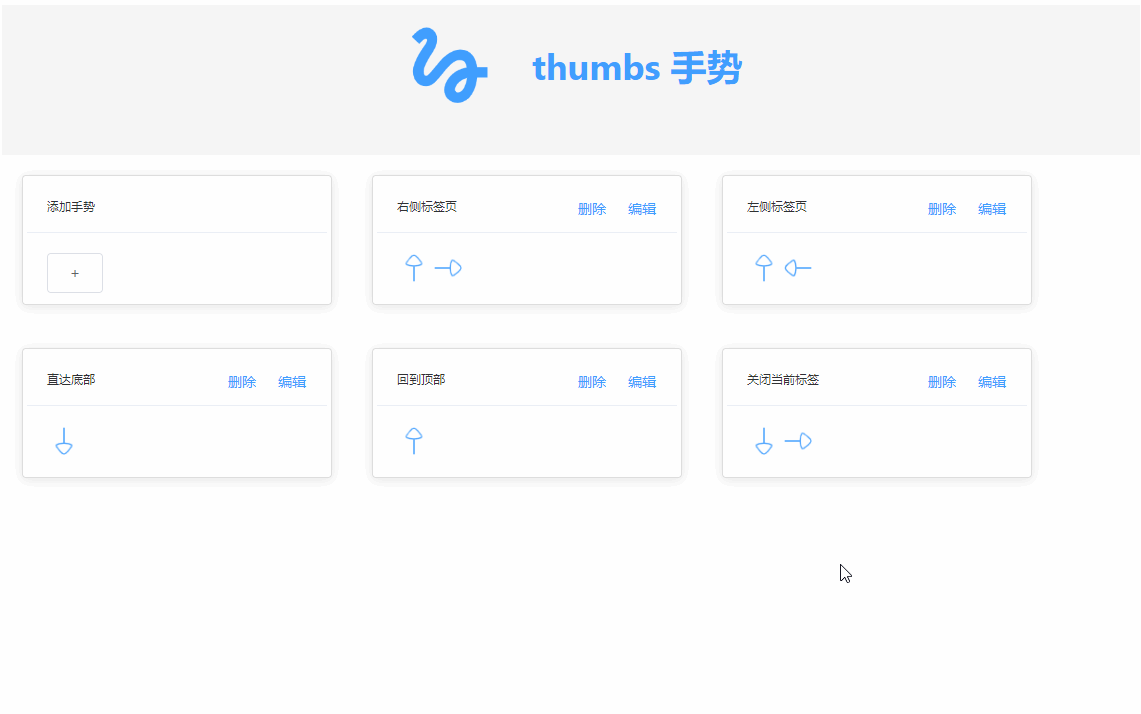 thumbs 手势
添加手势
+
右侧标签页 删除 编辑
左侧标签页 删除 编辑
直达底部 删除 编辑
回到顶部 删除 编辑
关闭当前标签 删除 编辑